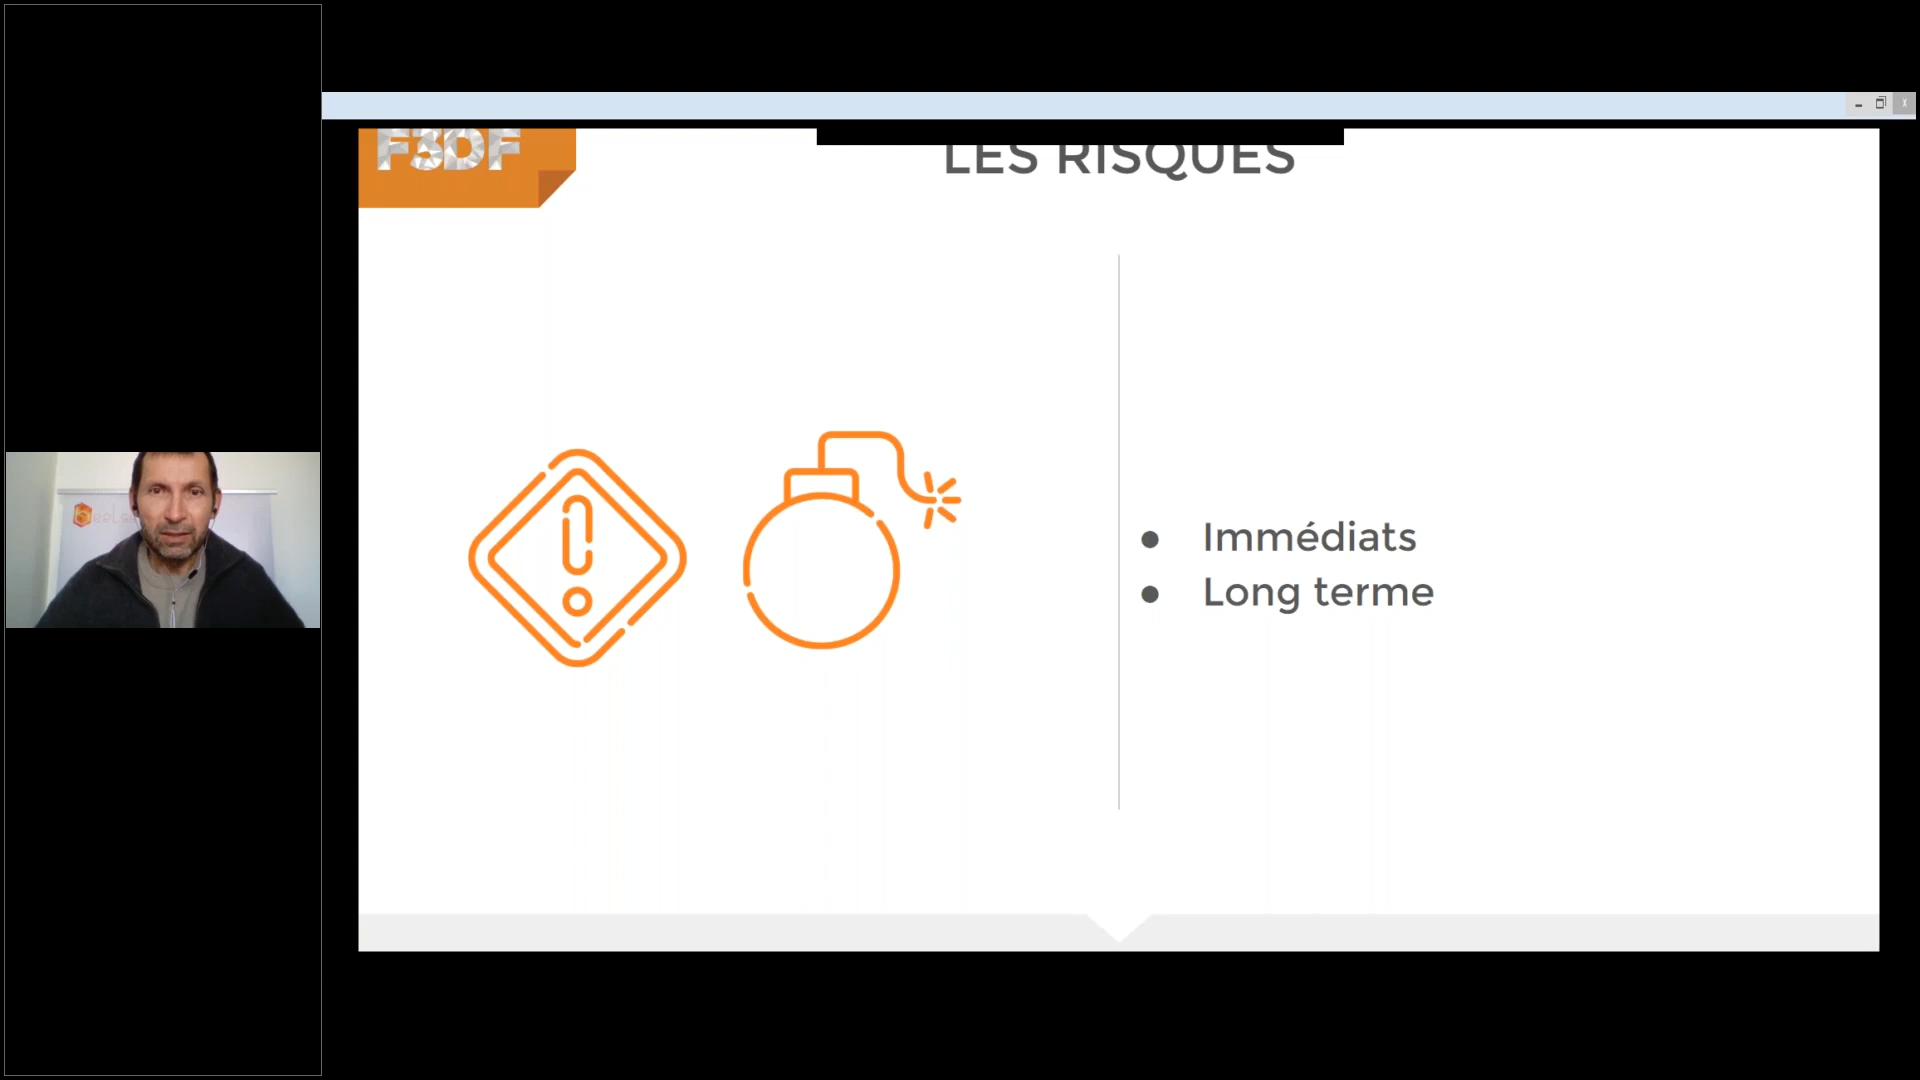 F3DF
LES RISQUES
● Immédiats
● Long terme